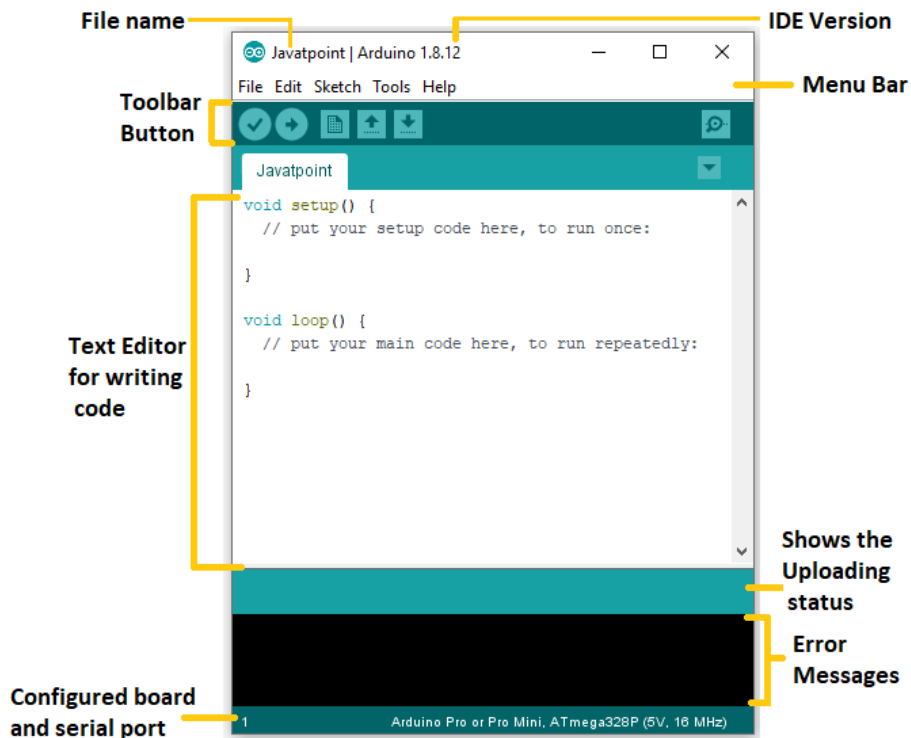 File name
IDE Version
Javatpoint | Arduino 1.8.12
File Edit Sketch Tools Help
Menu Bar
Toolbar
Button
Javatpoint
void setup() {
// put your setup code here, to run once:
}
void loop() {
// put your main code here, to run repeatedly:
}
Text Editor
for writing
code
Shows the
Uploading
status
Error
Messages
Configured board
and serial port
1
Arduino Pro or Pro Mini, ATmega328P (5V, 16 MHz)